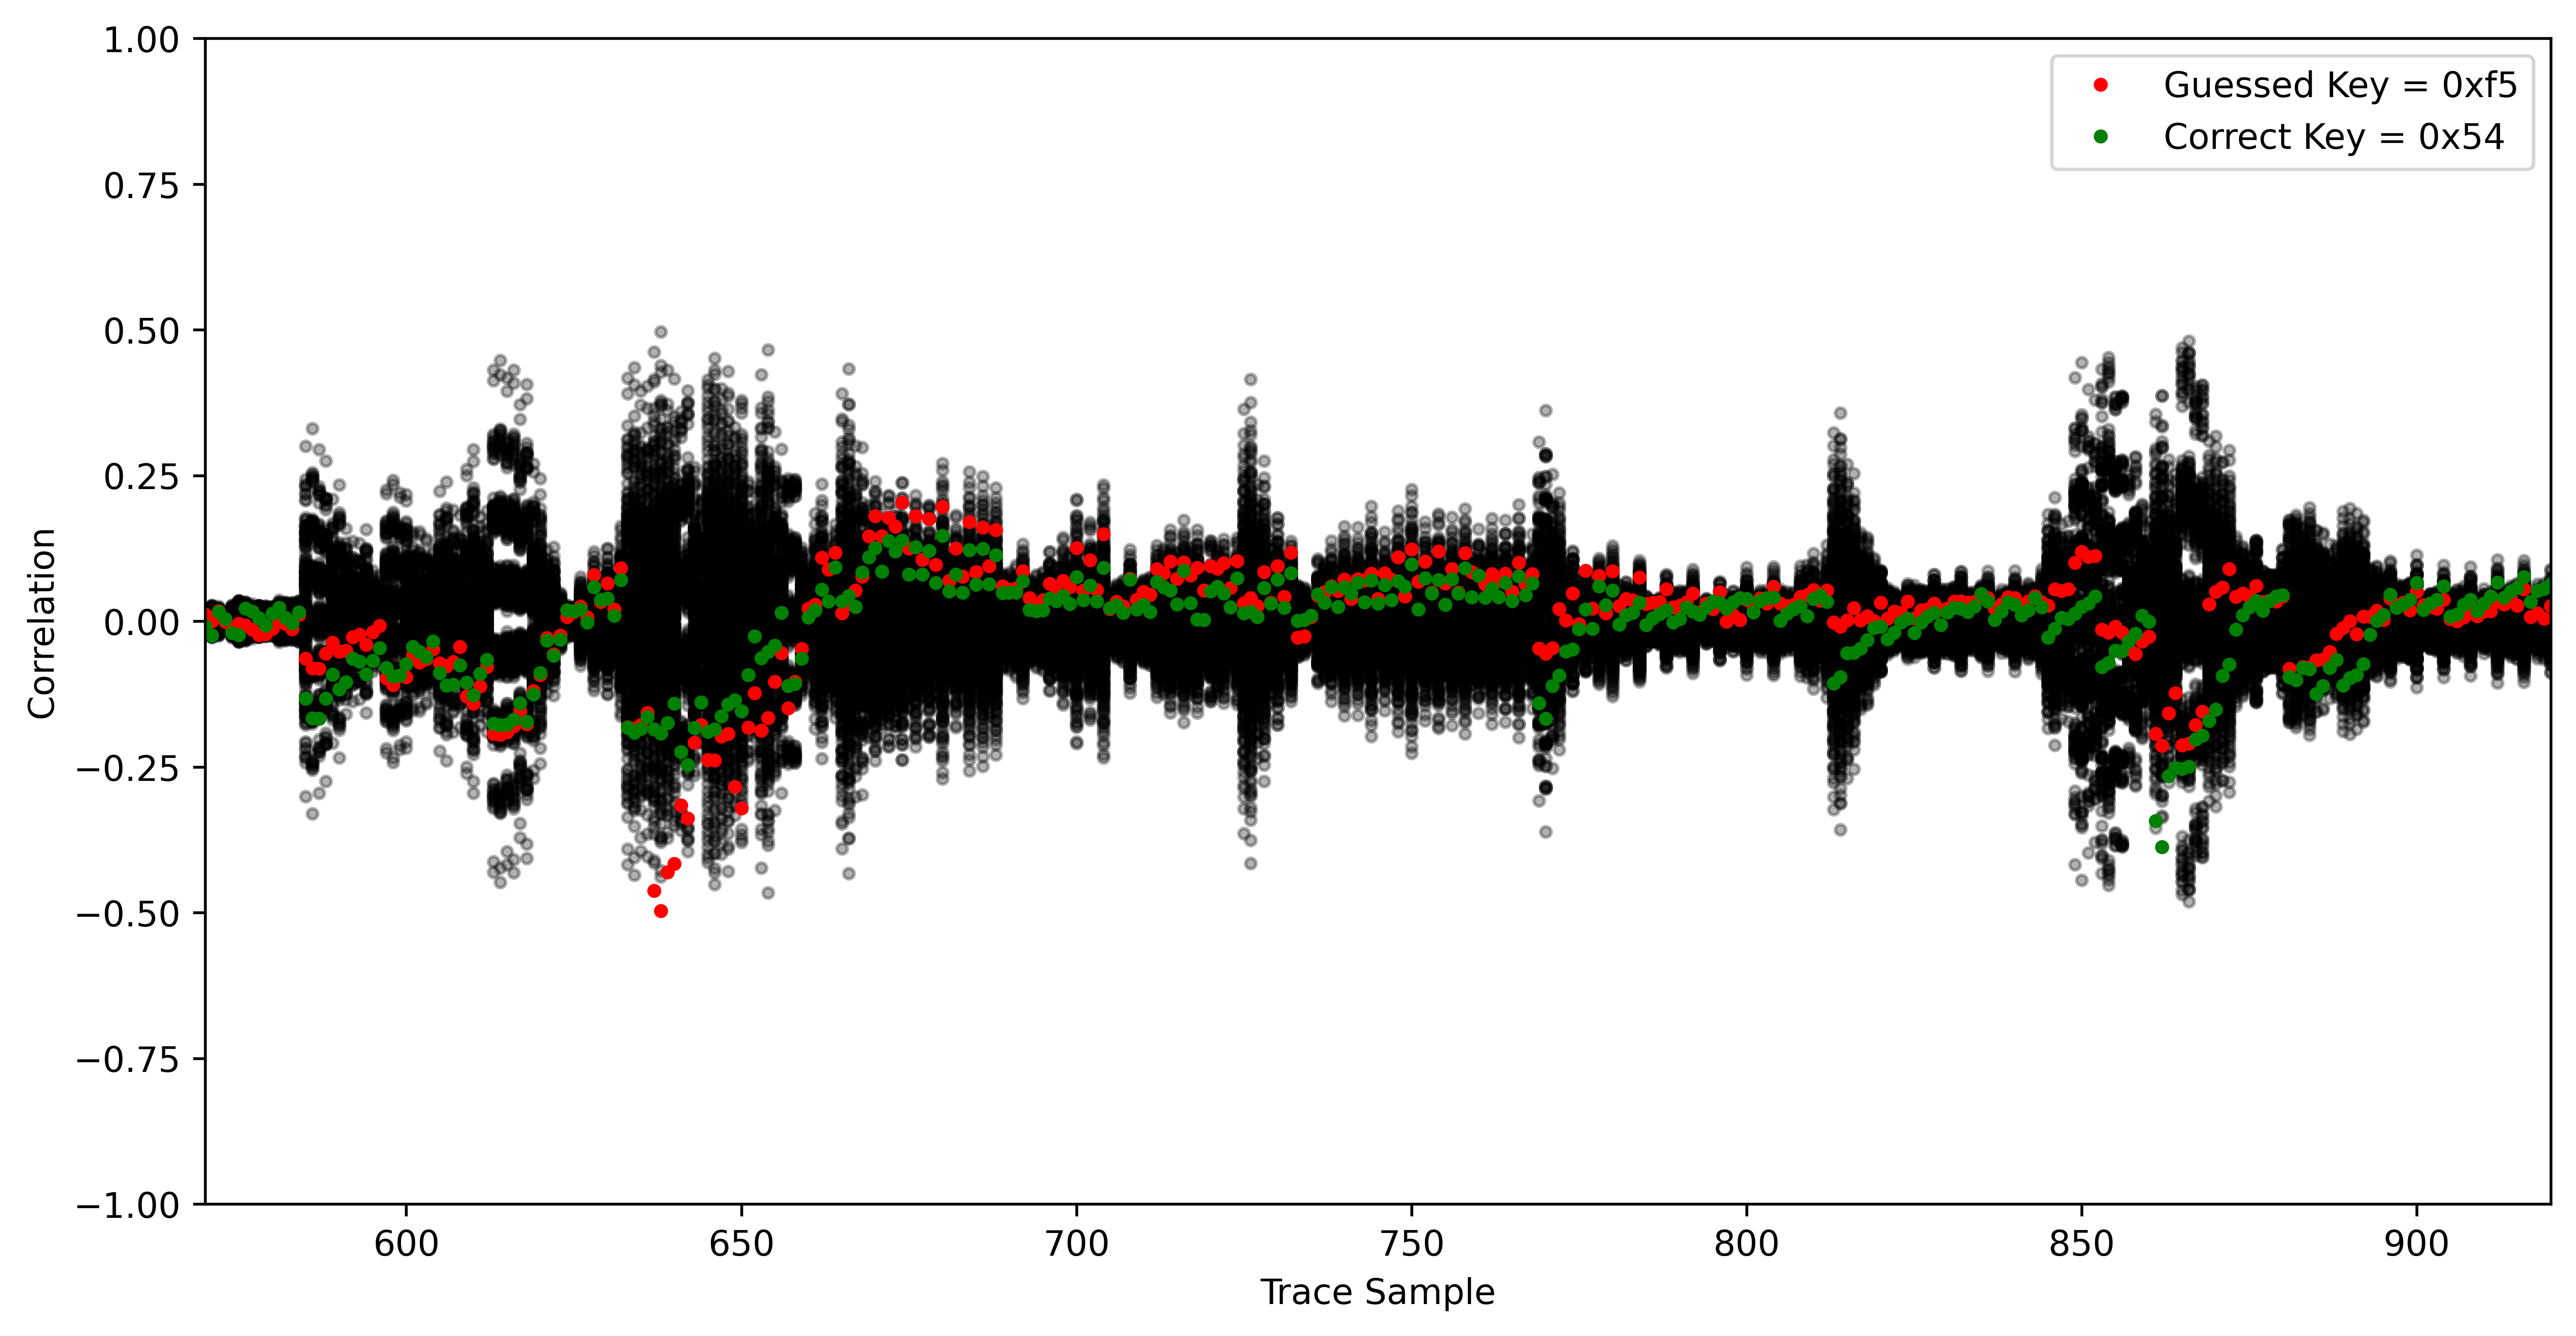 1.00
0.75
0.50
0.25
0.00
−0.25
−0.50
−0.75
−1.00
Correlation
Guessed Key = 0xf5
Correct Key = 0x54
600 650 700 750 800 850 900
Trace Sample